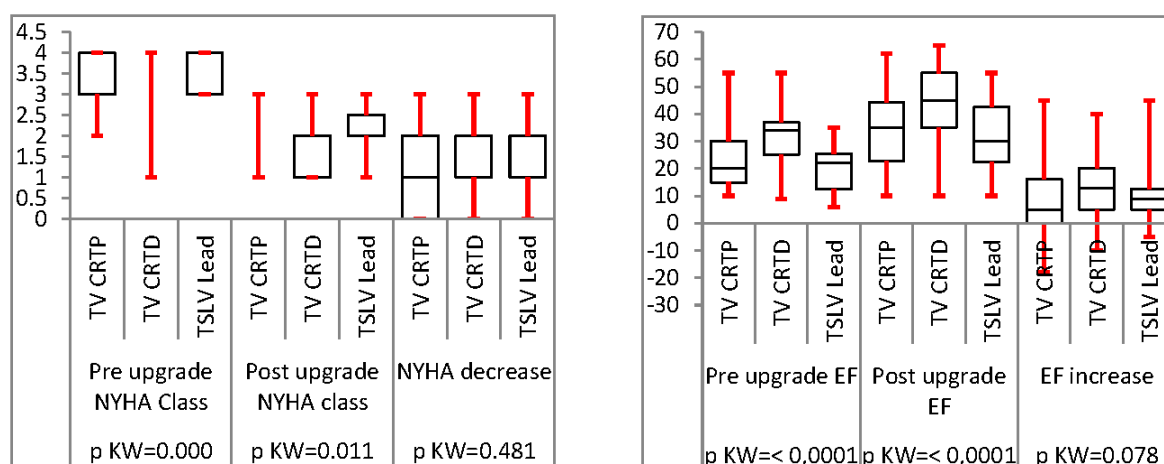 4.5
4
3.5
3
2.5
2
1.5
1
0.5
0
TV CRTP
TV CRTD
TSLV Lead
TV CRTP
TV CRTD
TSLV Lead
TV CRTP
TV CRTD
TSLV Lead
Pre upgrade
NYHA Class
Post upgrade
NYHA class
NYHA decrease
p KW=0.000
p KW=0.011
p KW=0.481
70
60
50
40
30
20
10
0
-10
-20
-30
TV CRTP
TV CRTD
TSLV Lead
TV CRTP
TV CRTD
TSLV Lead
TV CRTP
TV CRTD
TSLV Lead
Pre upgrade EF
Post upgrade
EF
EF increase
p KW=< 0,0001
p KW=< 0,0001
p KW=0.078